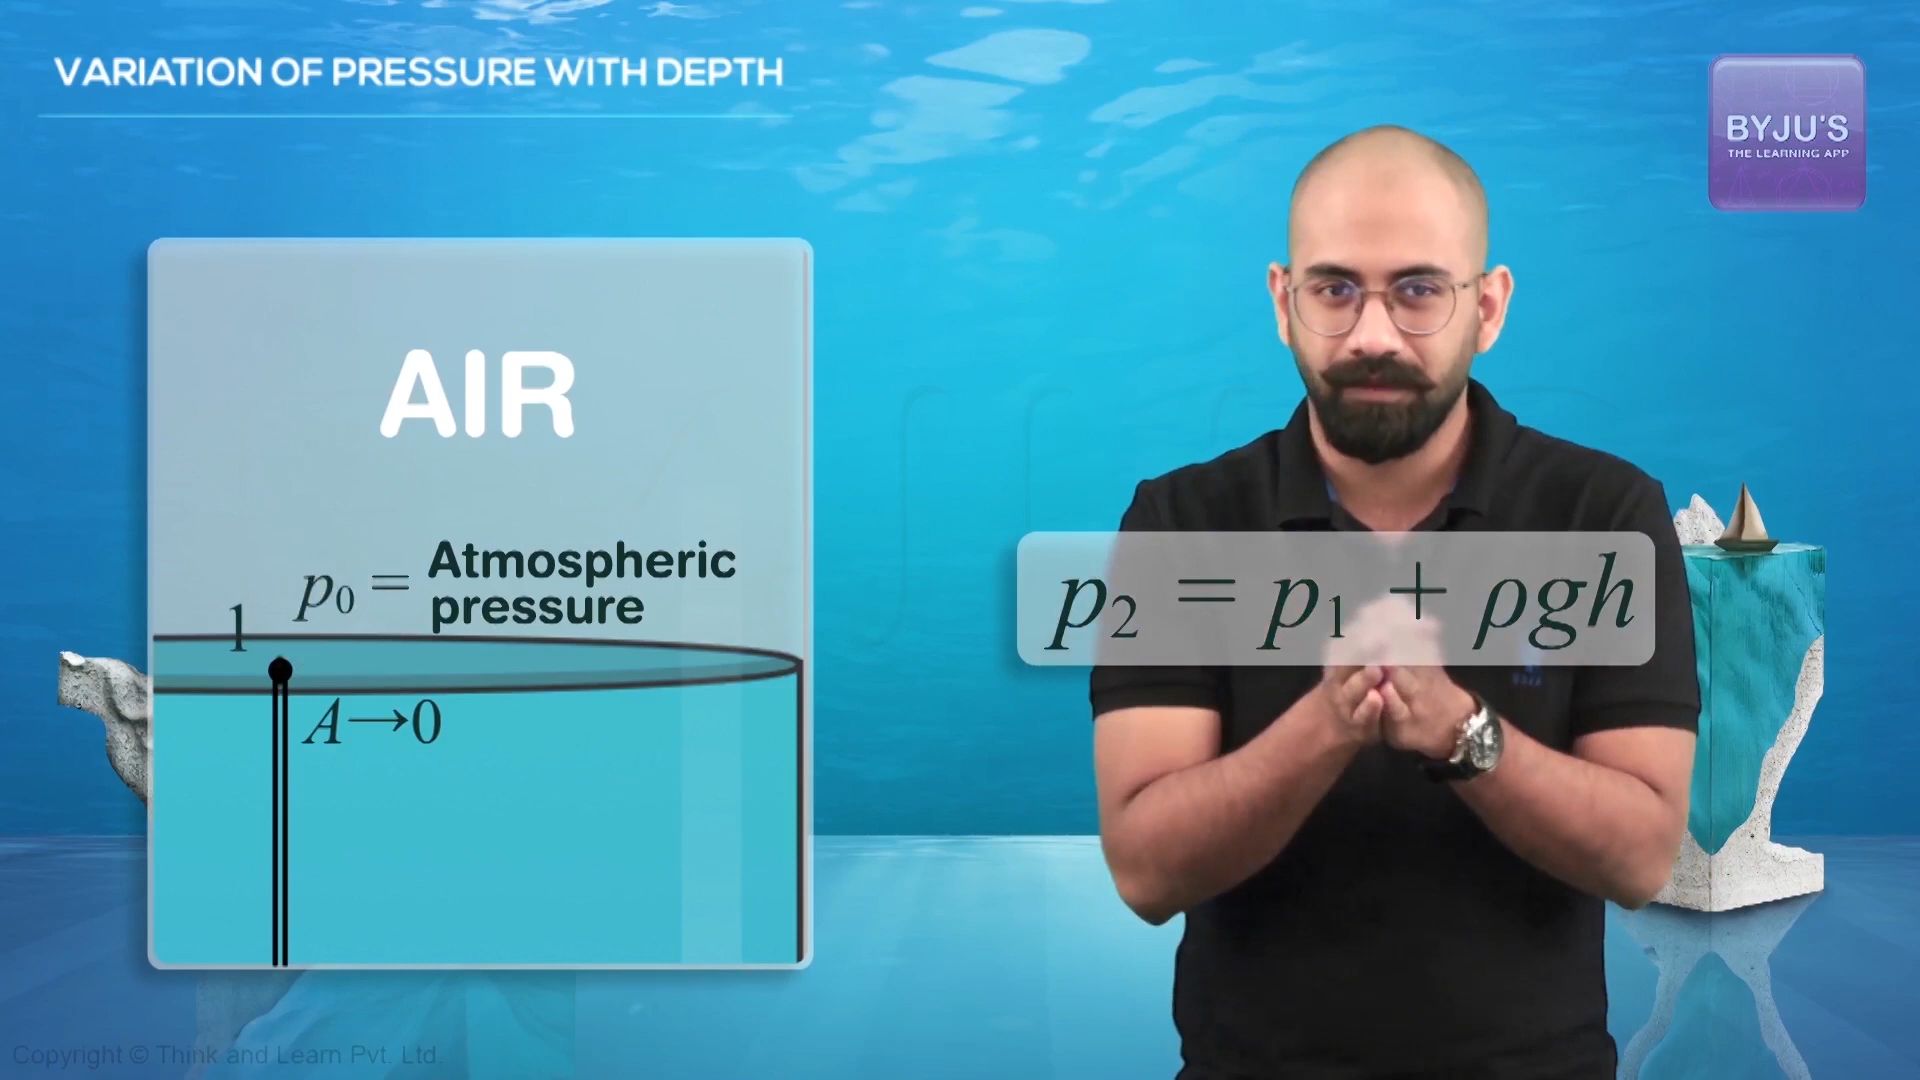 VARIATION OF PRESSURE WITH DEPTH
BYJU'S
THE LEARNING APP
AIR
p₀ = Atmospheric
pressure
1
A→0
p₂ = p₁ + ρgh
Copyright © Think and Learn Pvt. Ltd.